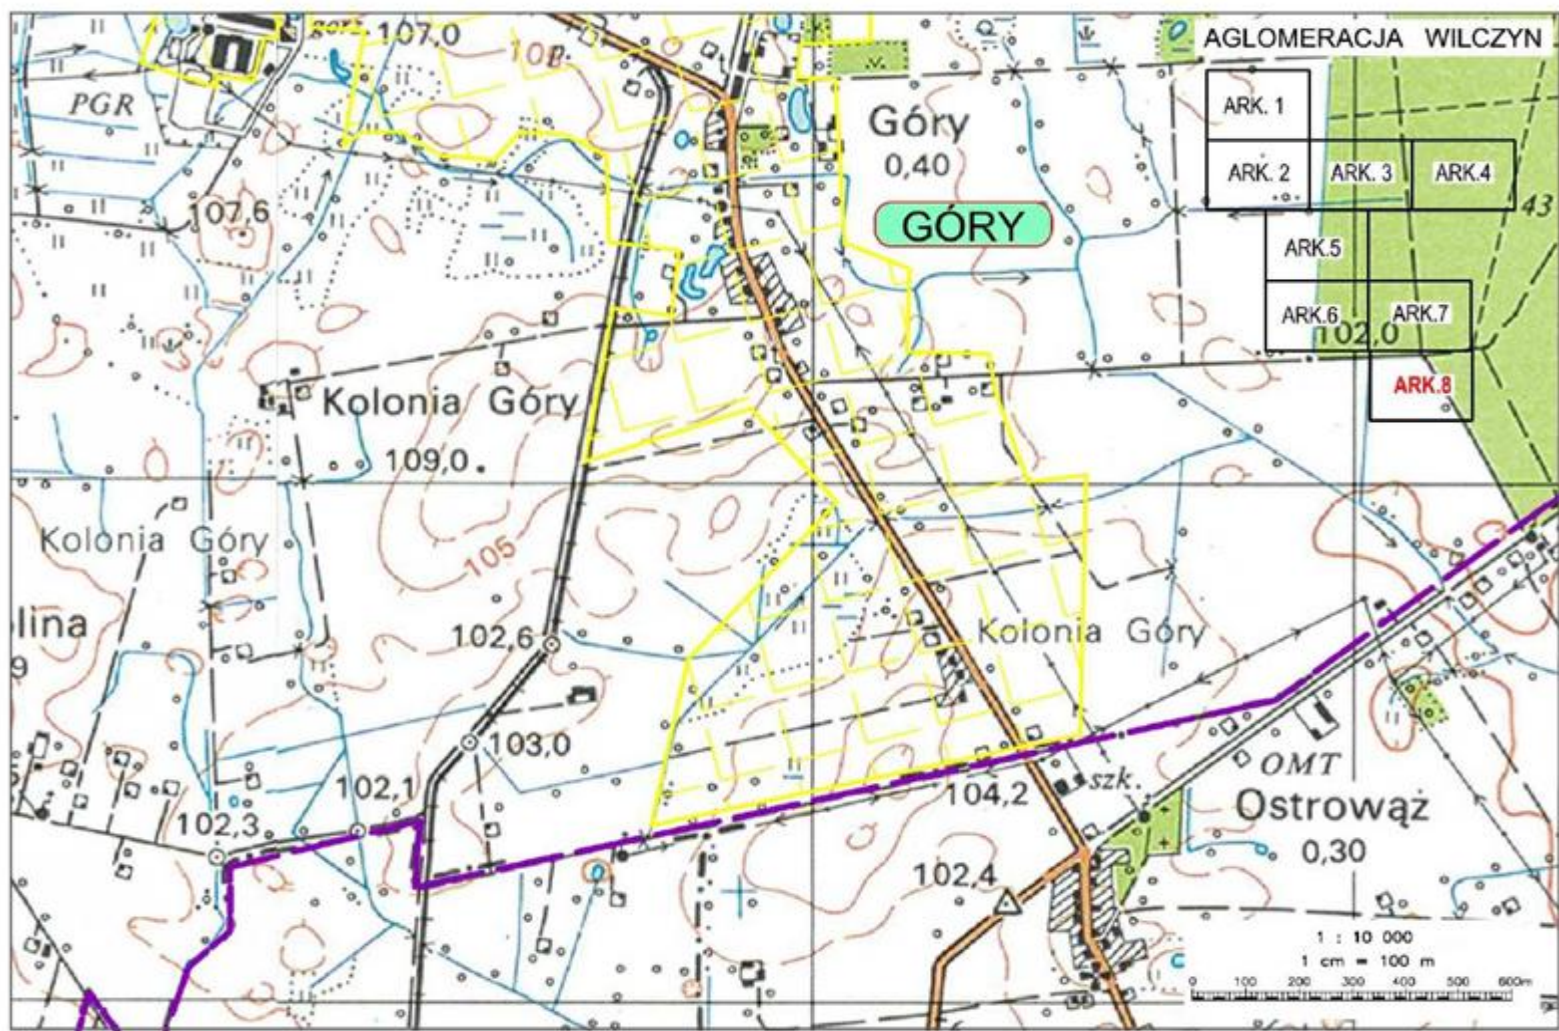 107,0
AGLOMERACJA WILCZYN
PGR
ARK. 1
Góry
0,40
ARK. 2
ARK. 3
ARK.4
107,6
GÓRY
43
ARK.5
ARK.6
ARK.7
102,0
ARK.8
Kolonia Góry
109,0
Kolonia Góry
105
lina
9
102,6
Kolonia Góry
103,0
OMT
102,1
104,2
szk.
Ostrowąż
102,3
0,30
102,4
1 : 10 000
1 cm = 100 m
0 100 200 300 400 500 600m